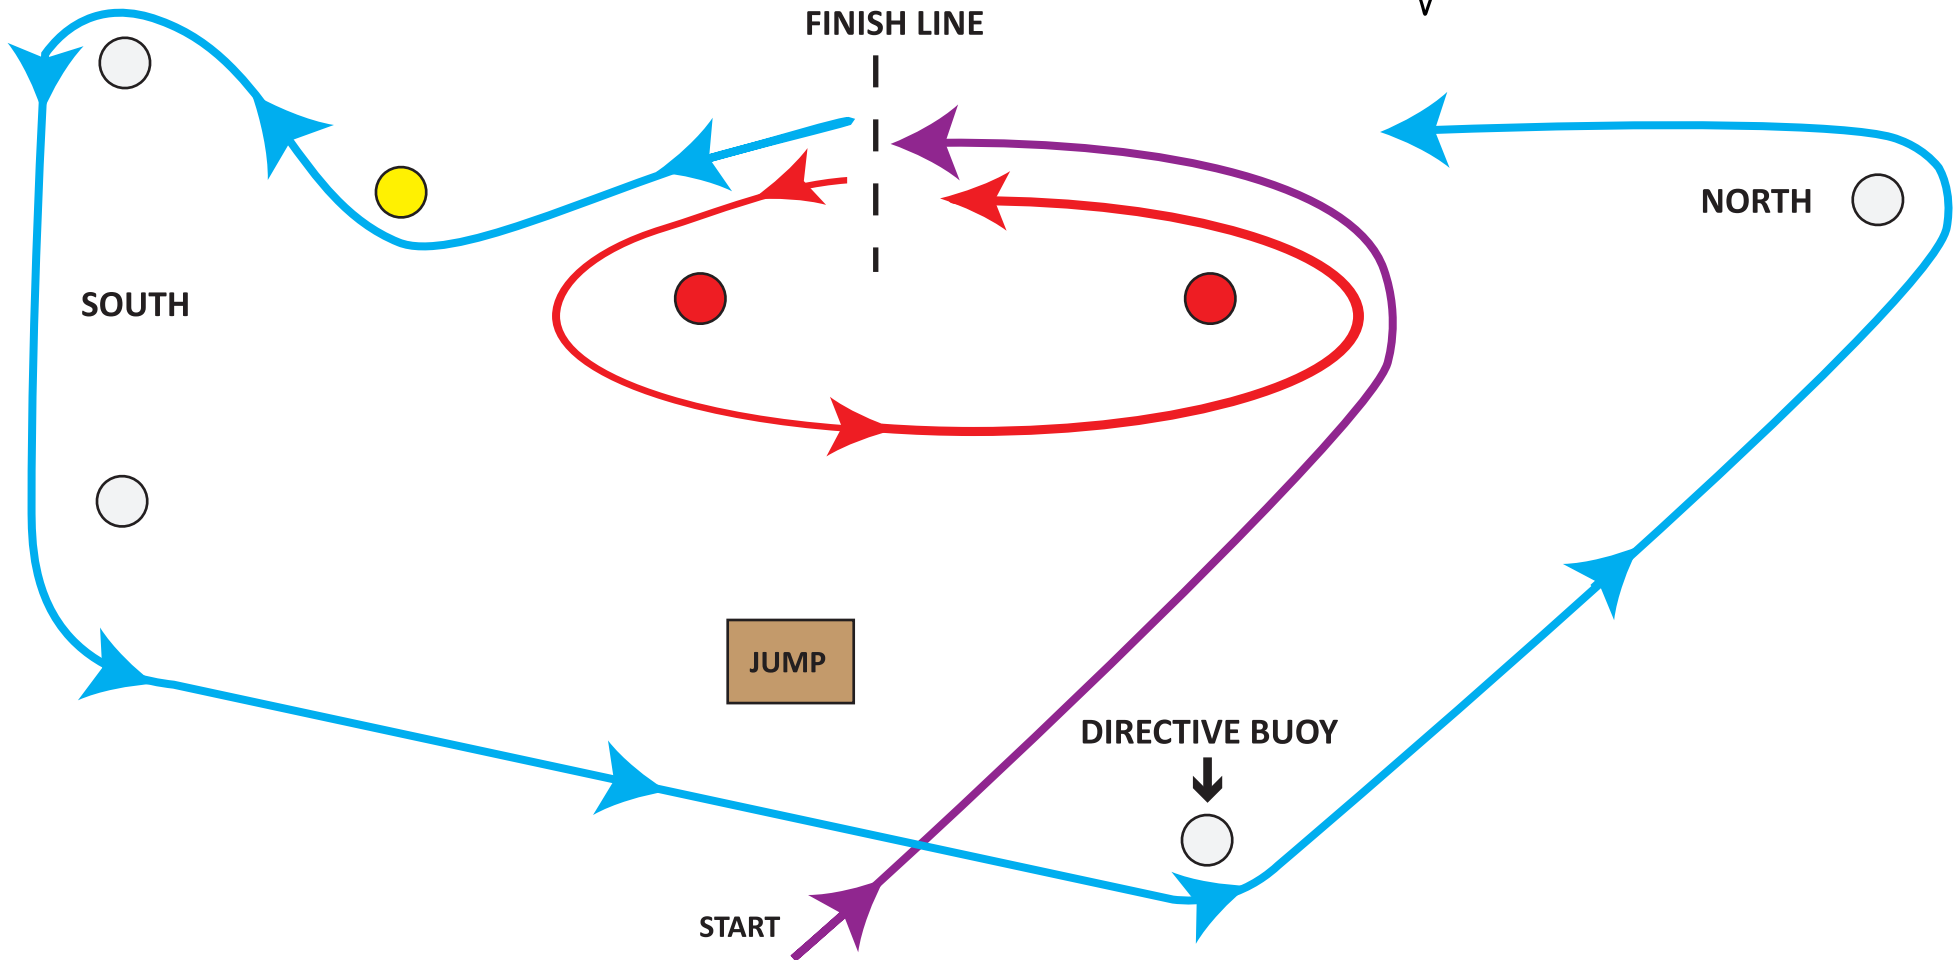 FINISH LINE
NORTH
SOUTH
JUMP
DIRECTIVE BUOY
START